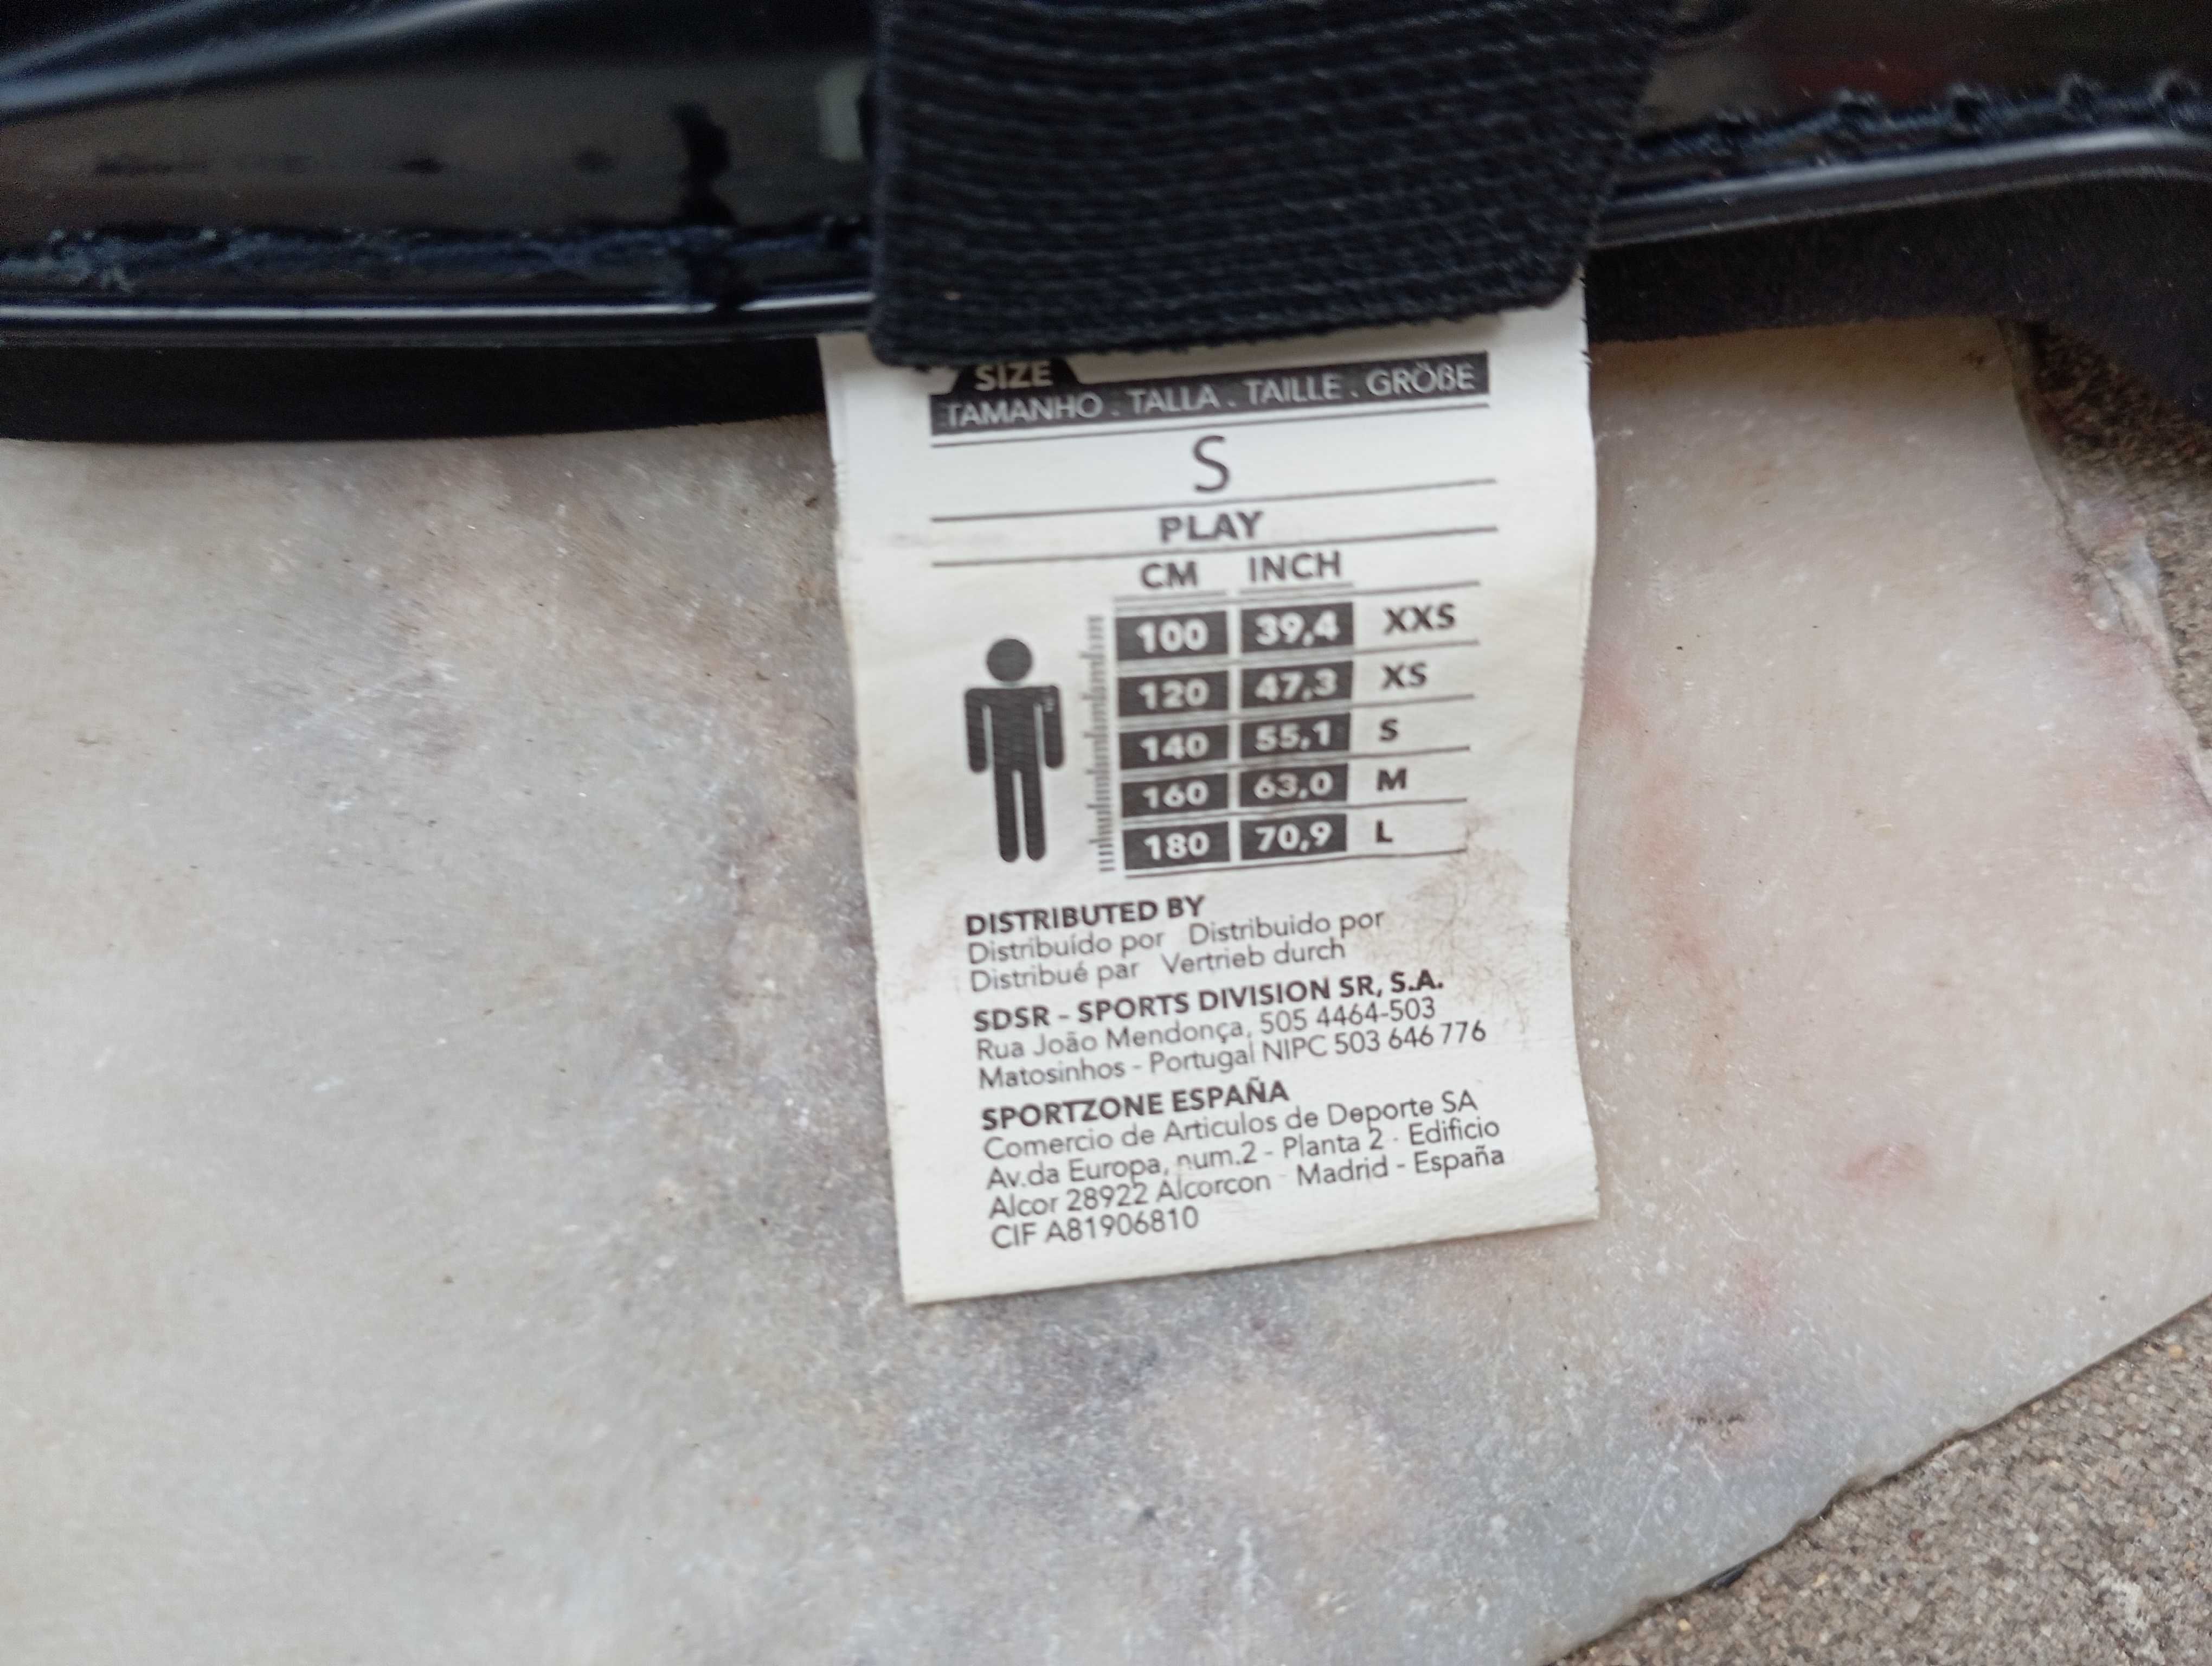 SIZE
TAMANHO . TALLA . TAILLE . GRÖßE
S
PLAY
CM INCH
100 39,4 XXS
120 47,3 XS
140 55,1 S
160 63,0 M
180 70,9 L
DISTRIBUTED BY
Distribuído por Distribuido por
Distribué par Vertrieb durch
SDSR - SPORTS DIVISION SR, S.A.
Rua João Mendonça, 505 4464-503
Matosinhos - Portugal NIPC 503 646 776
SPORTZONE ESPAÑA
Comercio de Articulos de Deporte SA
Av.da Europa, num.2 - Planta 2 - Edificio
Alcor 28922 Alcorcon - Madrid - España
CIF A81906810